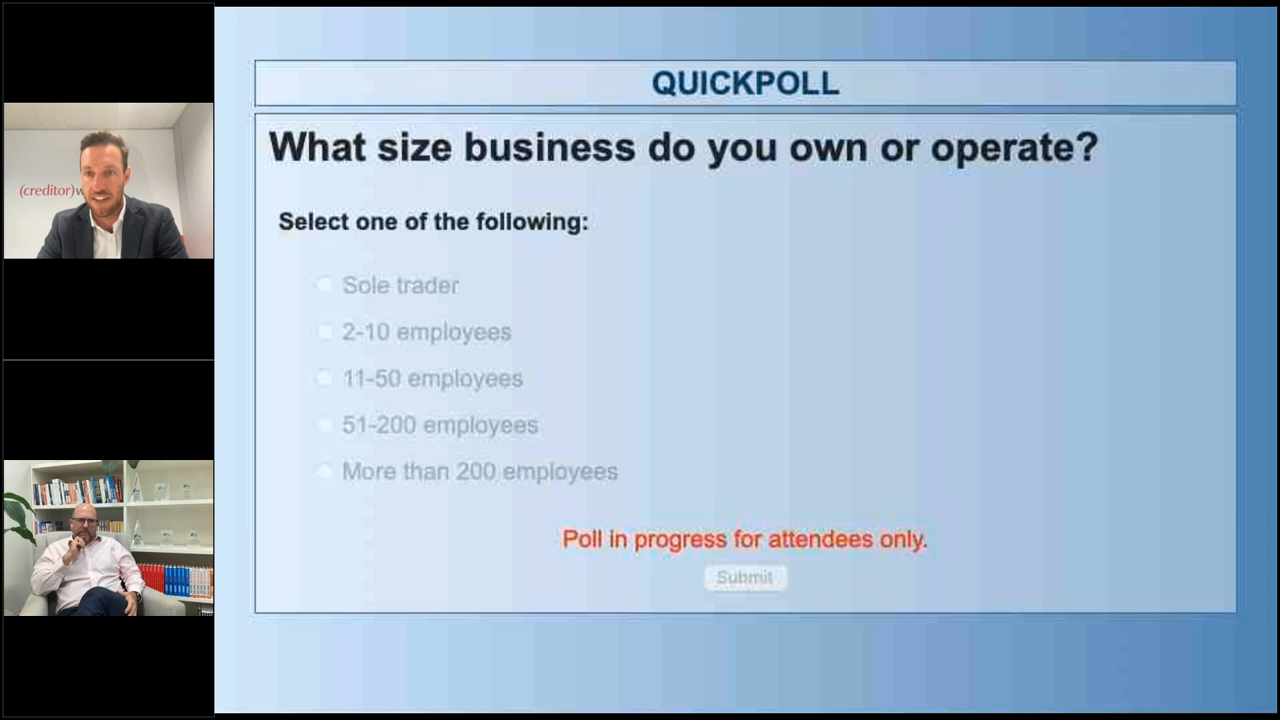 (creditor)w
QUICKPOLL
What size business do you own or operate?
Select one of the following:
Sole trader
2-10 employees
11-50 employees
51-200 employees
More than 200 employees
Poll in progress for attendees only.
Submit